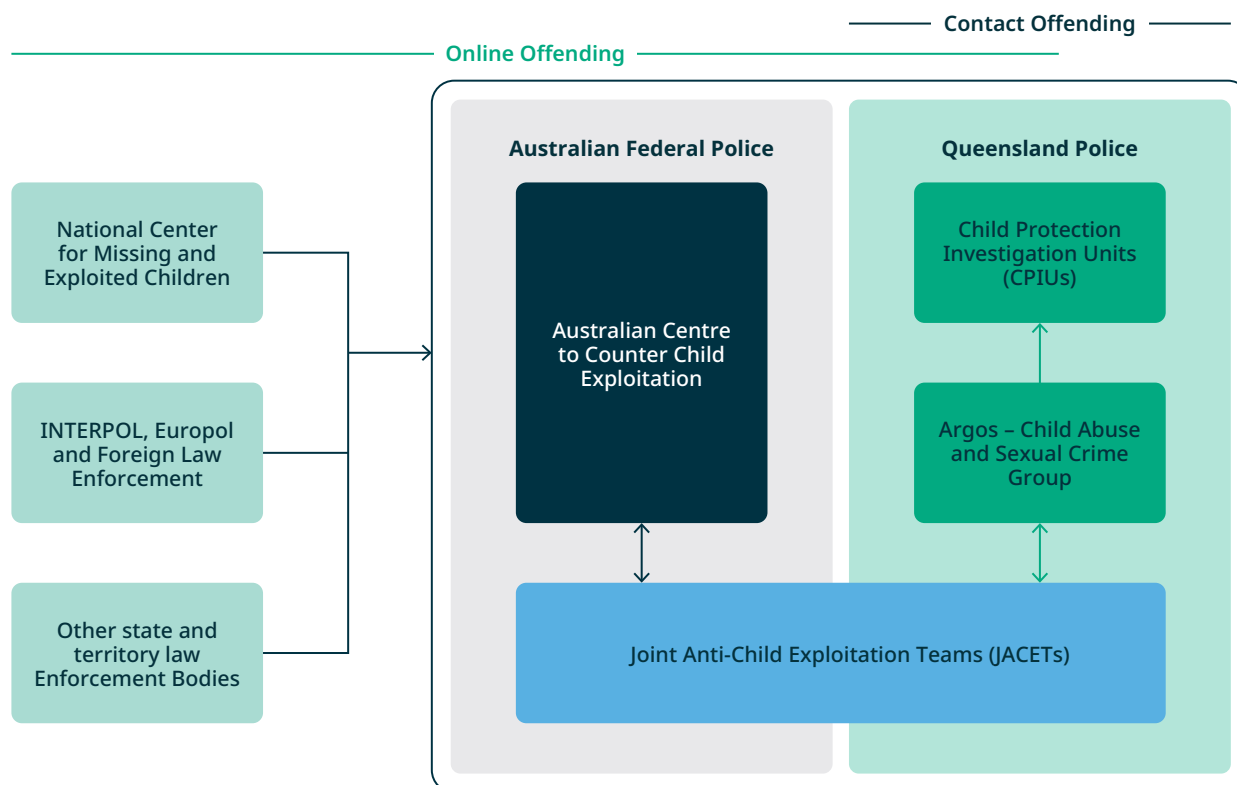 Contact Offending
Online Offending
Australian Federal Police
Queensland Police
National Center
for Missing and
Exploited Children
Child Protection
Investigation Units
(CPIUs)
Australian Centre
to Counter Child
Exploitation
INTERPOL, Europol
and Foreign Law
Enforcement
Argos – Child Abuse
and Sexual Crime
Group
Other state and
territory law
Enforcement Bodies
Joint Anti-Child Exploitation Teams (JACETs)